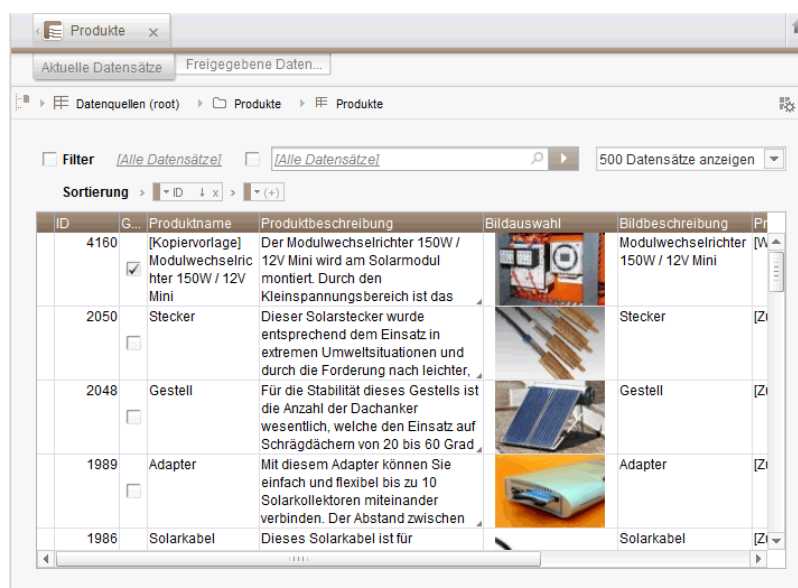 Produkte x
Aktuelle Datensätze Freigegebene Daten...
Datenquellen (root) Produkte Produkte
Filter [Alle Datensätze] [Alle Datensätze] 500 Datensätze anzeigen
Sortierung > ID ↓ x > (+)
ID G... Produktname Produktbeschreibung Bildauswahl Bildbeschreibung Pr
4160 [Kopiervorlage] Der Modulwechselrichter 150W / Modulwechselrichter [W
Modulwechselric 12V Mini wird am Solarmodul 150W / 12V Mini
hter 150W / 12V montiert. Durch den
Mini Kleinspannungsbereich ist das
2050 Stecker Dieser Solarstecker wurde Stecker [Zu
entsprechend dem Einsatz in
extremen Umweltsituationen und
durch die Forderung nach leichter,
2048 Gestell Für die Stabilität dieses Gestells ist Gestell [Zu
die Anzahl der Dachanker
wesentlich, welche den Einsatz auf
Schrägdächern von 20 bis 60 Grad
1989 Adapter Mit diesem Adapter können Sie Adapter [Zu
einfach und flexibel bis zu 10
Solarkollektoren miteinander
verbinden. Der Abstand zwischen
1986 Solarkabel Dieses Solarkabel ist für Solarkabel [Zu